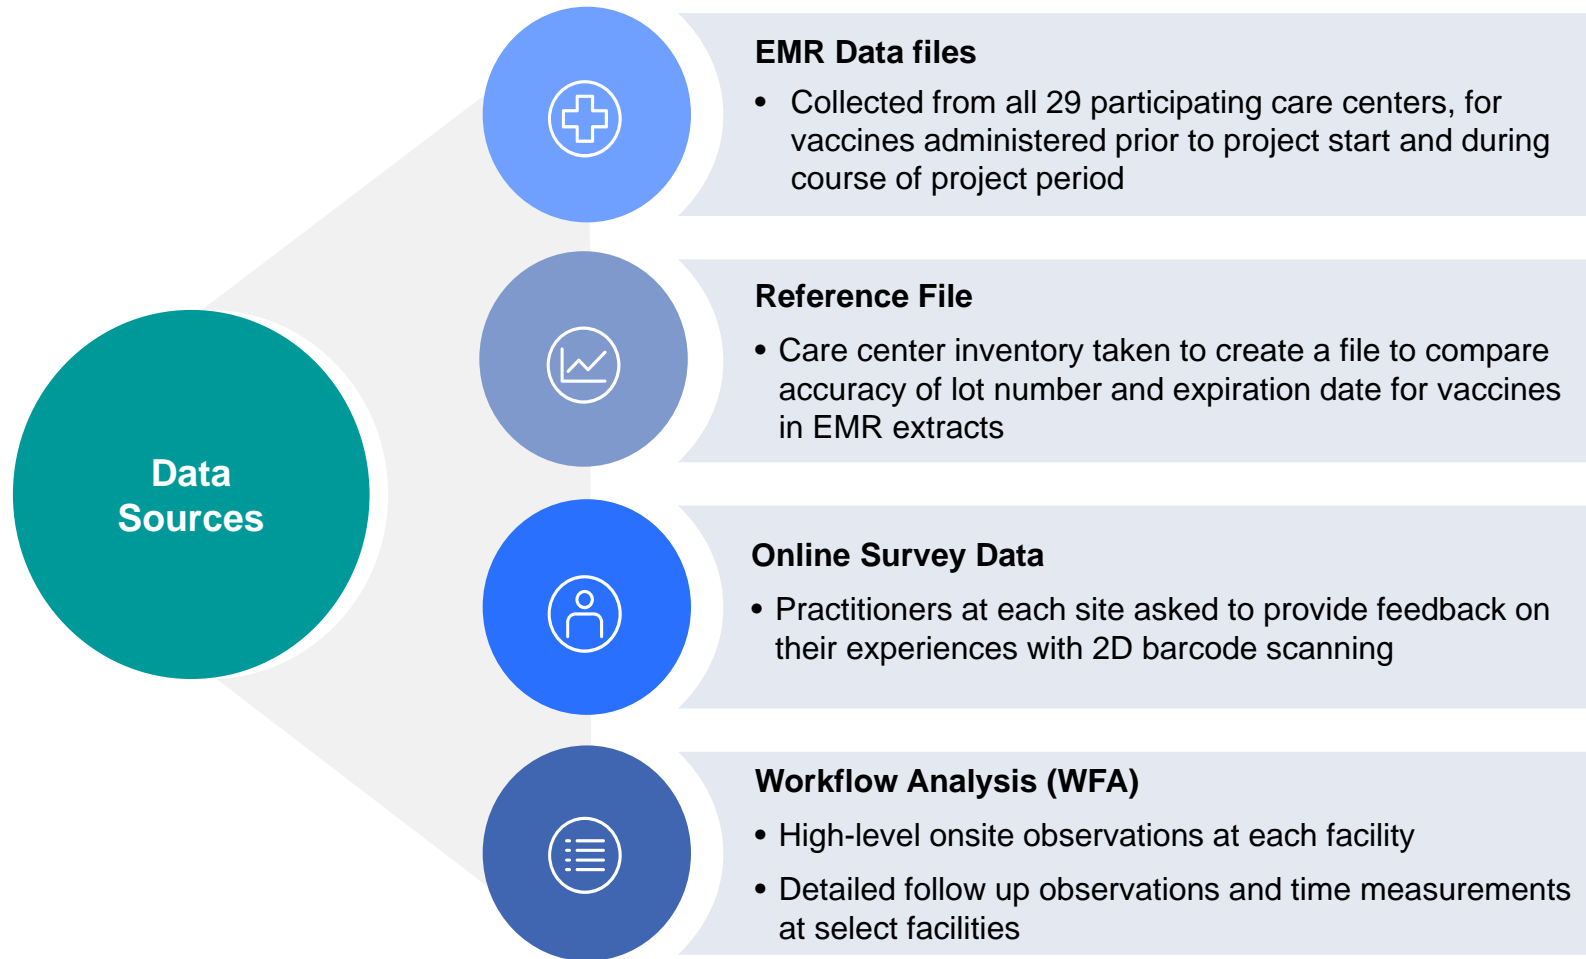 EMR Data files
• Collected from all 29 participating care centers, for
vaccines administered prior to project start and during
course of project period
Reference File
• Care center inventory taken to create a file to compare
accuracy of lot number and expiration date for vaccines
in EMR extracts
Data
Sources
Online Survey Data
• Practitioners at each site asked to provide feedback on
their experiences with 2D barcode scanning
Workflow Analysis (WFA)
• High-level onsite observations at each facility
• Detailed follow up observations and time measurements
at select facilities